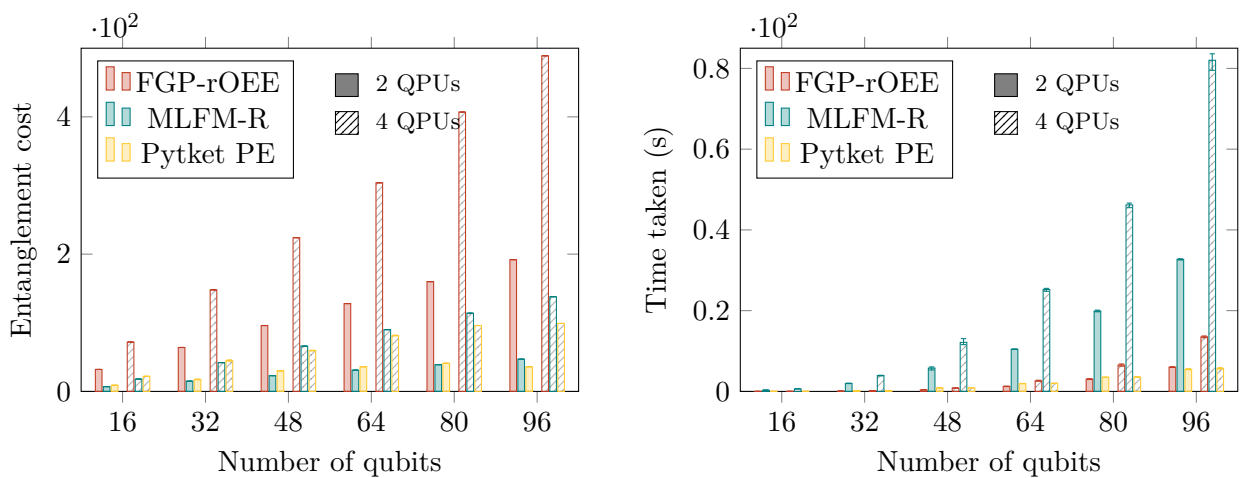 ·10²
FGP-rOEE
MLFM-R
Pytket PE
2 QPUs
4 QPUs
4
2
0
Entanglement cost
16 32 48 64 80 96
Number of qubits
·10²
FGP-rOEE
MLFM-R
Pytket PE
2 QPUs
4 QPUs
0.8
0.6
0.4
0.2
0
Time taken (s)
16 32 48 64 80 96
Number of qubits